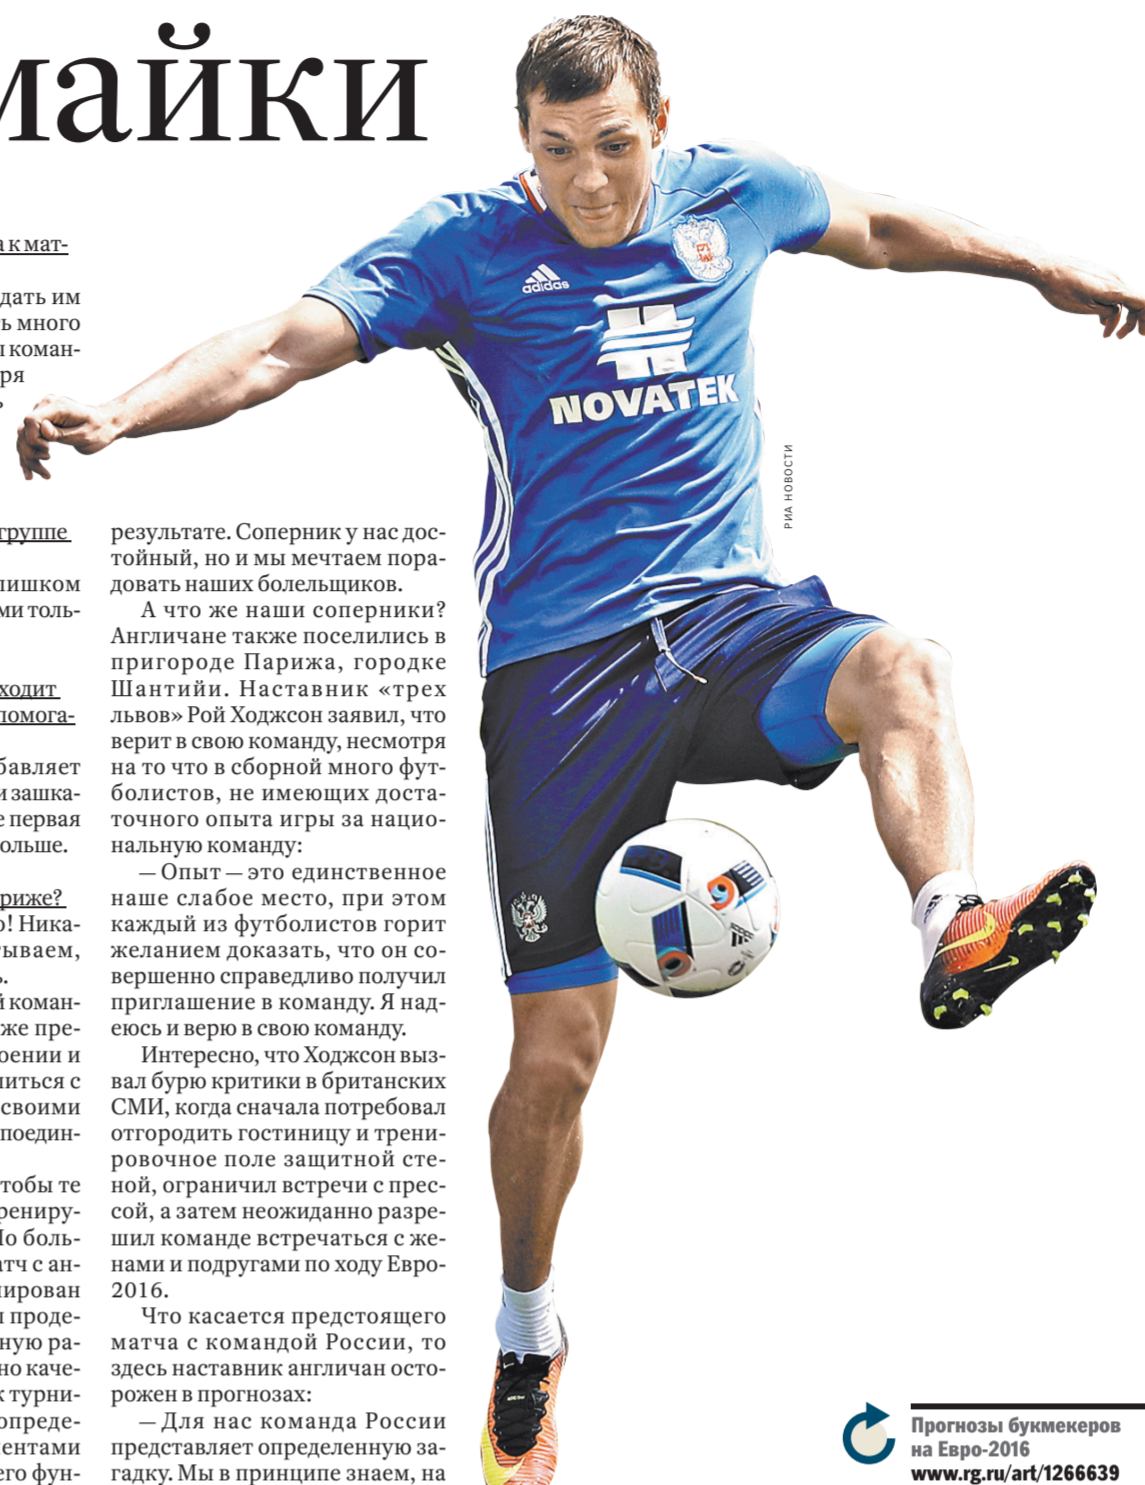 майки
а к мат-
дать им
ь много
коман-
ря
группе
лишком
ми толь-
ходит
помога-
бавляет
и зашка-
е первая
ольше.
риже?
о! Ника-
тываем,
ь.
й коман-
же пре-
оении и
литься с
своими
поедин-
тобы те
рениру-
Но боль-
атч с ан-
лирован
и проде-
ную ра-
но каче-
к турни-
опреде-
ментами
его фун-
результате. Соперник у нас дос-
тойный, но и мы мечтаем пора-
довать наших болельщиков.
А что же наши соперники?
Англичане также поселились в
пригороде Парижа, городке
Шантийи. Наставник «трех
львов» Рой Ходжсон заявил, что
верит в свою команду, несмотря
на то что в сборной много фут-
болистов, не имеющих доста-
точного опыта игры за нацио-
нальную команду:
— Опыт — это единственное
наше слабое место, при этом
каждый из футболистов горит
желанием доказать, что он со-
вершенно справедливо получил
приглашение в команду. Я над-
еюсь и верю в свою команду.
Интересно, что Ходжсон выз-
вал бурю критики в британских
СМИ, когда сначала потребовал
отгородить гостиницу и трени-
ровочное поле защитной сте-
ной, ограничил встречи с прес-
сой, а затем неожиданно разре-
шил команде встречаться с же-
нами и подругами по ходу Евро-
2016.
Что касается предстоящего
матча с командой России, то
здесь наставник англичан осто-
рожен в прогнозах:
— Для нас команда России
представляет определенную за-
гадку. Мы в принципе знаем, на
adidas
NOVATEK
РИА НОВОСТИ
Прогнозы букмекеров
на Евро-2016
www.rg.ru/art/1266639